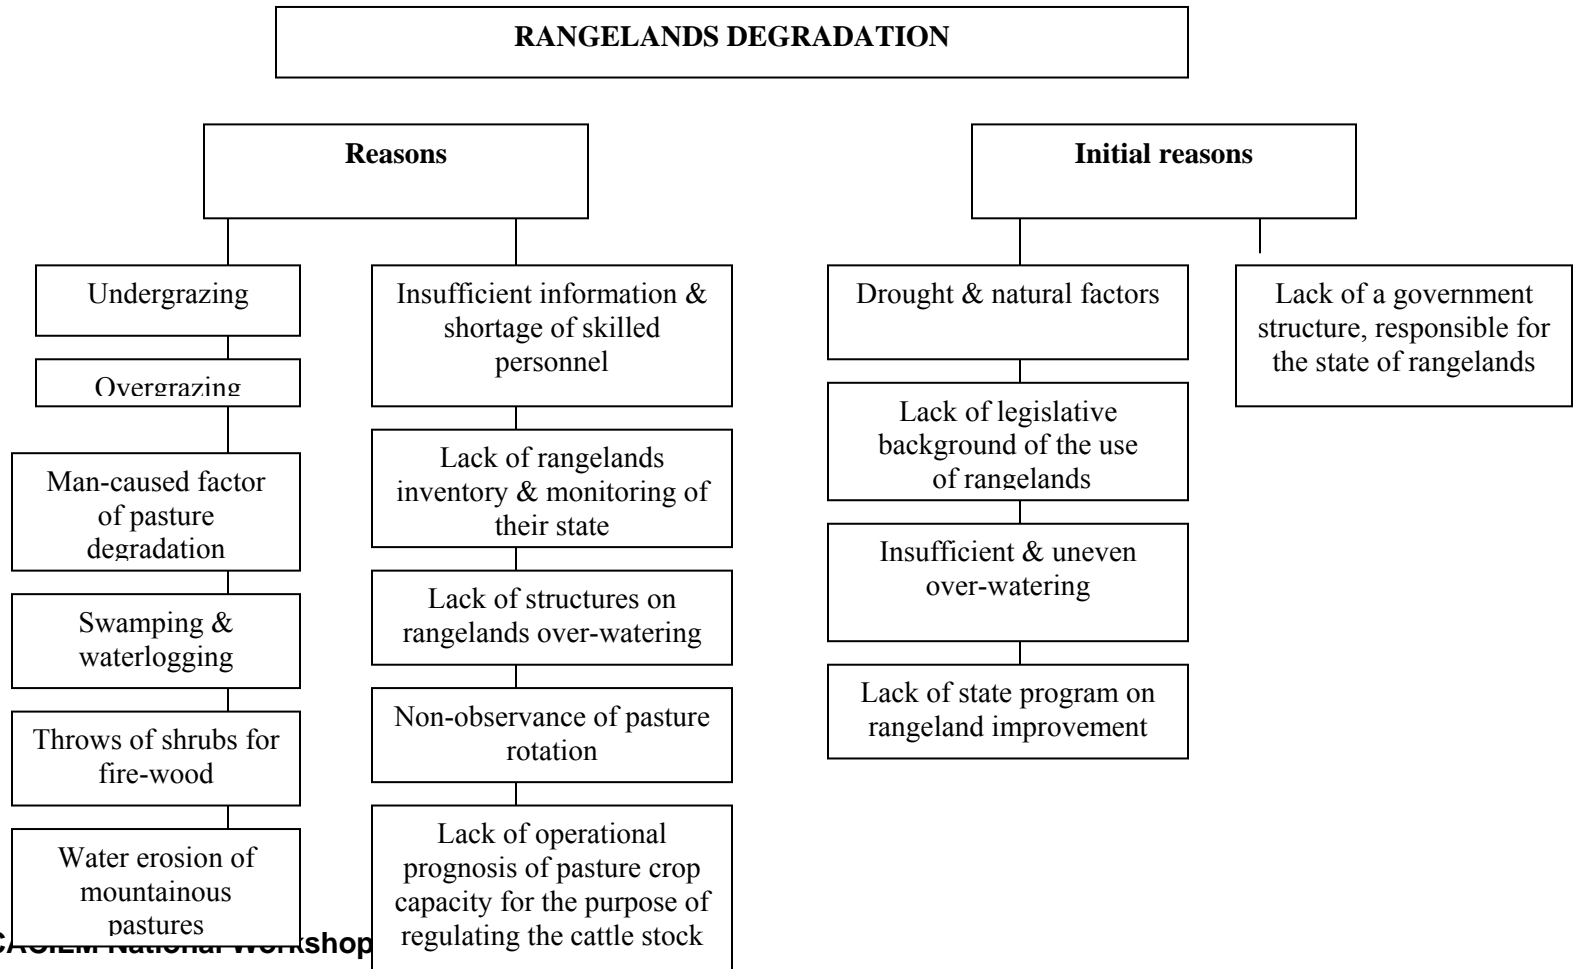 RANGELANDS DEGRADATION
Reasons
Initial reasons
Undergrazing
Overgrazing
Man-caused factor
of pasture
degradation
Swamping &
waterlogging
Throws of shrubs for
fire-wood
Water erosion of
mountainous
pastures
Insufficient information &
shortage of skilled
personnel
Lack of rangelands
inventory & monitoring of
their state
Lack of structures on
rangelands over-watering
Non-observance of pasture
rotation
Lack of operational
prognosis of pasture crop
capacity for the purpose of
regulating the cattle stock
Drought & natural factors
Lack of legislative
background of the use
of rangelands
Insufficient & uneven
over-watering
Lack of state program on
rangeland improvement
Lack of a government
structure, responsible for
the state of rangelands
National Workshop